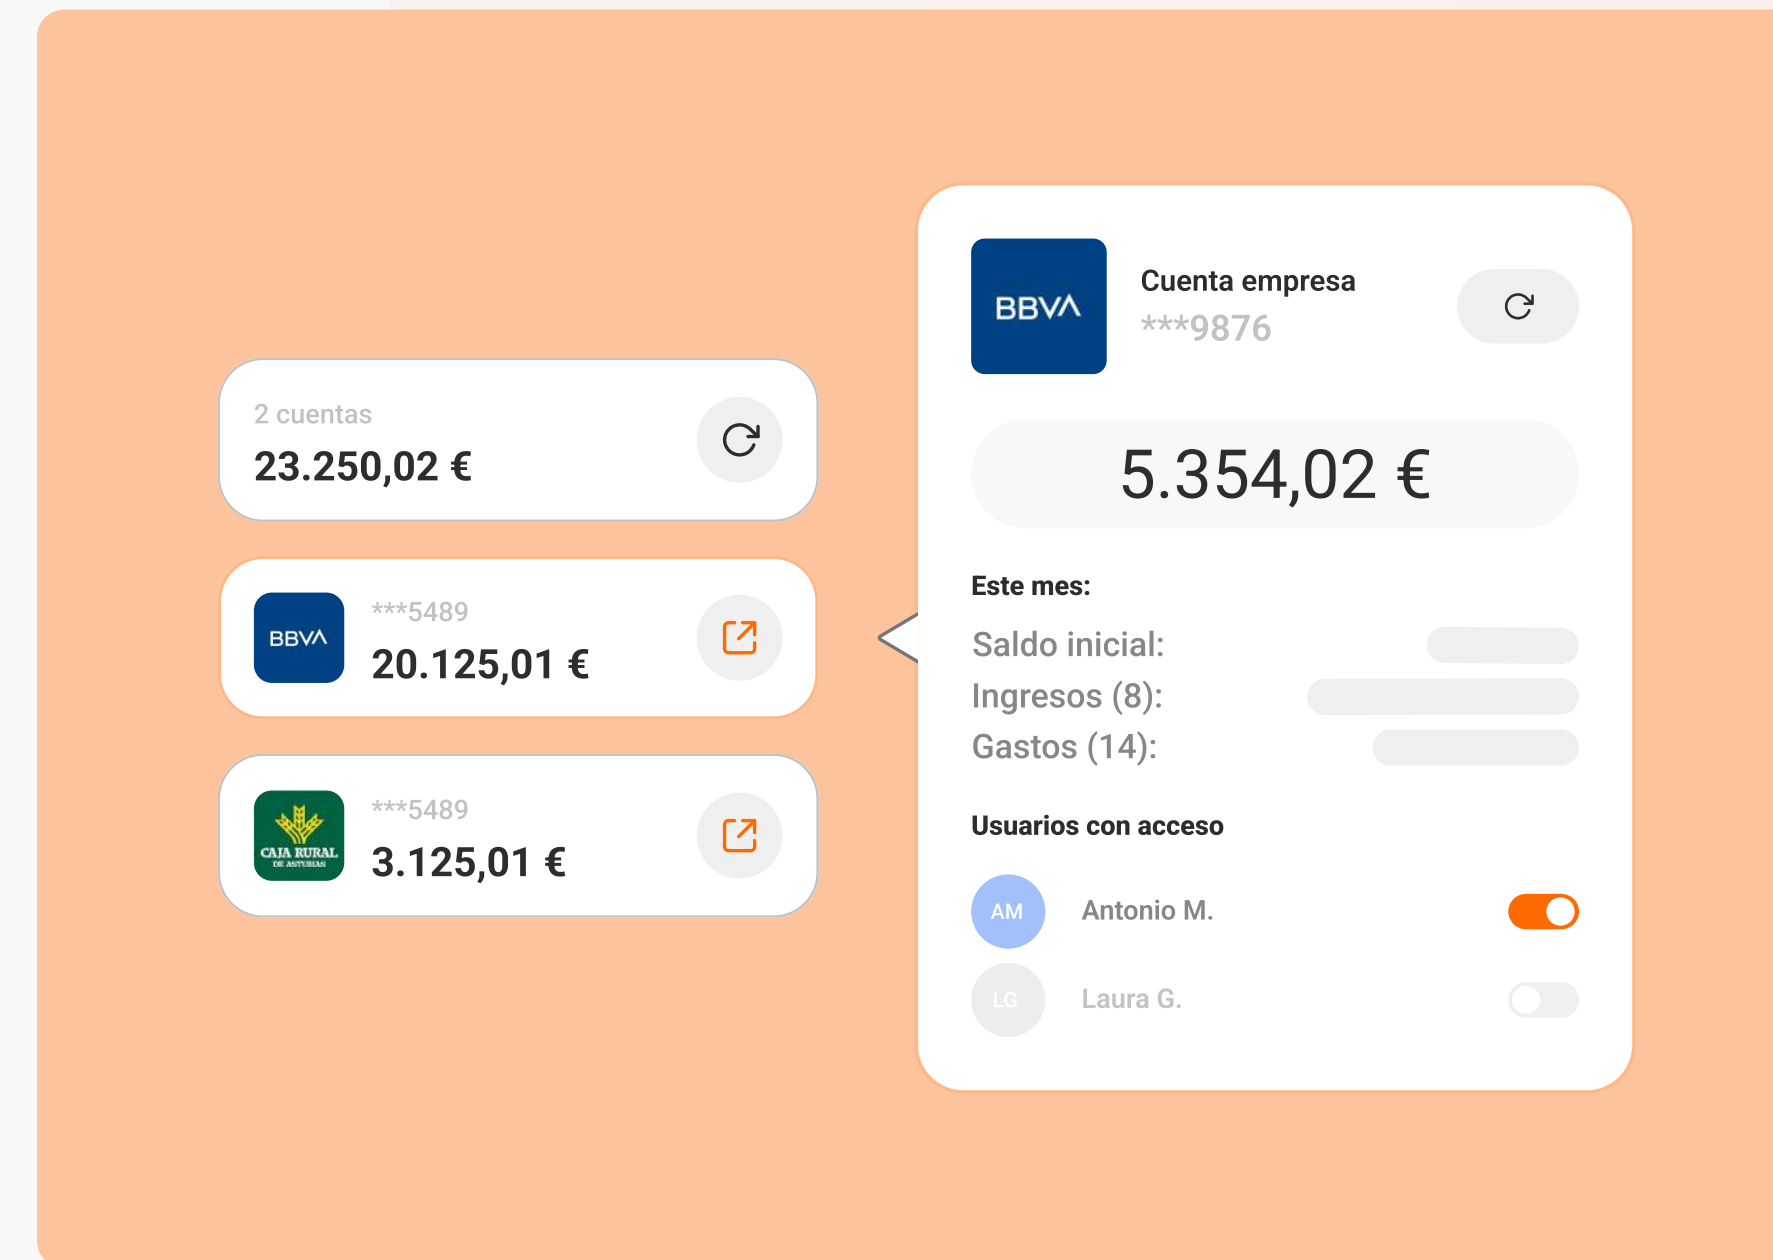 2 cuentas
23.250,02 €
BBVA
***5489
20.125,01 €
CAJA RURAL
DE ASTURIAS
***5489
3.125,01 €
BBVA
Cuenta empresa
***9876
5.354,02 €
Este mes:
Saldo inicial:
Ingresos (8):
Gastos (14):
Usuarios con acceso
AM
Antonio M.
LG
Laura G.